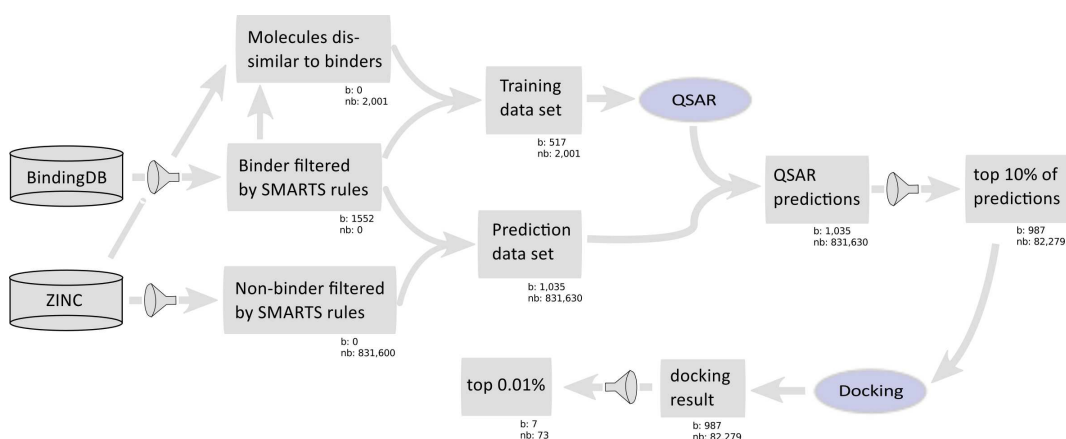 Molecules dis-
similar to binders
b: 0
nb: 2,001
Training
data set
b: 517
nb: 2,001
QSAR
BindingDB
Binder filtered
by SMARTS rules
b: 1552
nb: 0
QSAR
predictions
b: 1,035
nb: 831,630
top 10% of
predictions
b: 987
nb: 82,279
Prediction
data set
b: 1,035
nb: 831,630
ZINC
Non-binder filtered
by SMARTS rules
b: 0
nb: 831,600
top 0.01%
b: 7
nb: 73
docking
result
b: 987
nb: 82,279
Docking